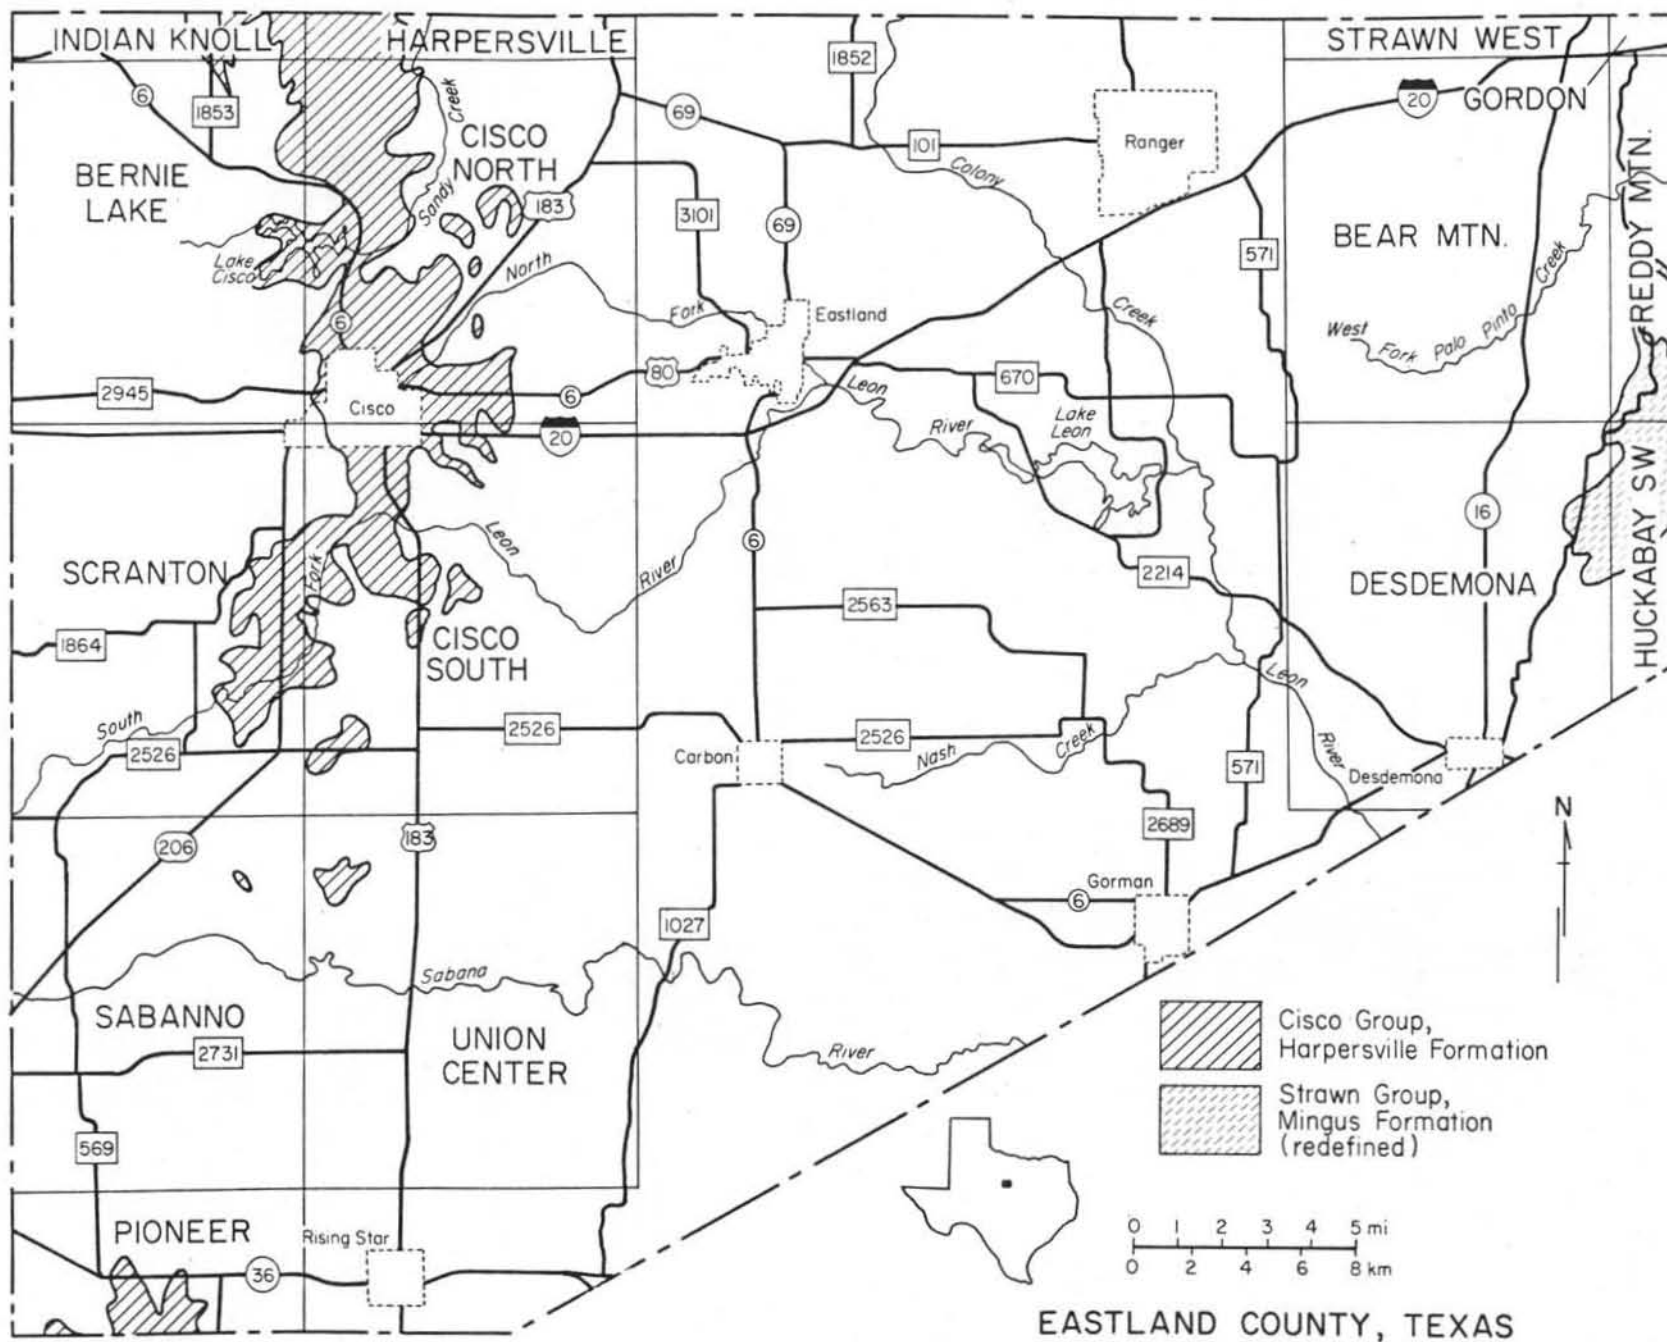 INDIAN KNOLL
HARPERSVILLE
STRAWN WEST
6
1853
Creek
69
1852
20
GORDON
CISCO
NORTH
101
Ranger
BERNIE
LAKE
Sandy
183
3101
69
Colony
571
BEAR MTN.
REDDY MTN.
Lake
Cisco
North
Fork
Eastland
Creek
West
Fork
Palo
Pinto
Creek
6
2945
Cisco
6
80
Leon
670
20
River
Lake
Leon
HUCKABAY SW
Leon
6
16
SCRANTON
Fork
River
2214
DESDEMONA
1864
CISCO
SOUTH
2563
Leon
South
2526
2526
Carbon
2526
Nash
Creek
571
River
Desdemona
206
183
2689
N
Gorman
6
1027
Sabana
SABANNO
UNION
CENTER
River
2731
Cisco Group,
Harpersville Formation
Strawn Group,
Mingus Formation
(redefined)
569
PIONEER
Rising Star
36
0 1 2 3 4 5 mi
0 2 4 6 8 km
EASTLAND COUNTY, TEXAS